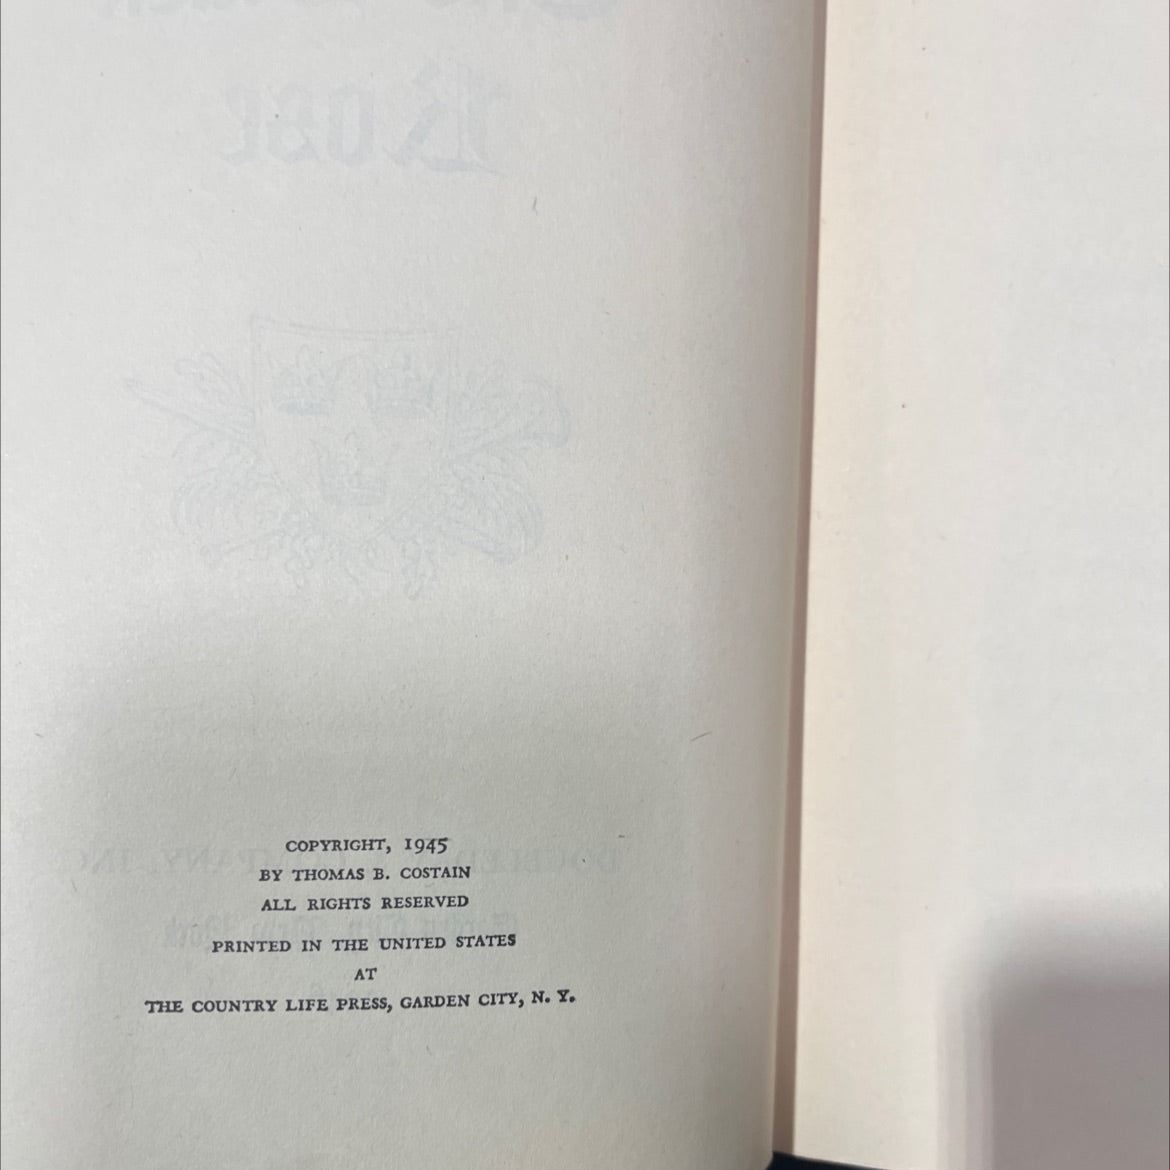 Rose
COPYRIGHT, 1945
BY THOMAS B. COSTAIN
ALL RIGHTS RESERVED
PRINTED IN THE UNITED STATES
AT
THE COUNTRY LIFE PRESS, GARDEN CITY, N. Y.